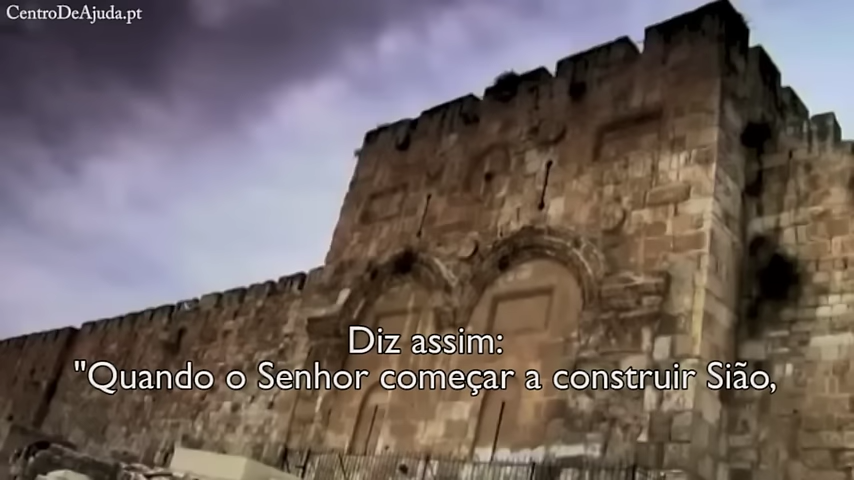 CentroDeAjuda.pt
Diz assim:
"Quando o Senhor começar a construir Sião,